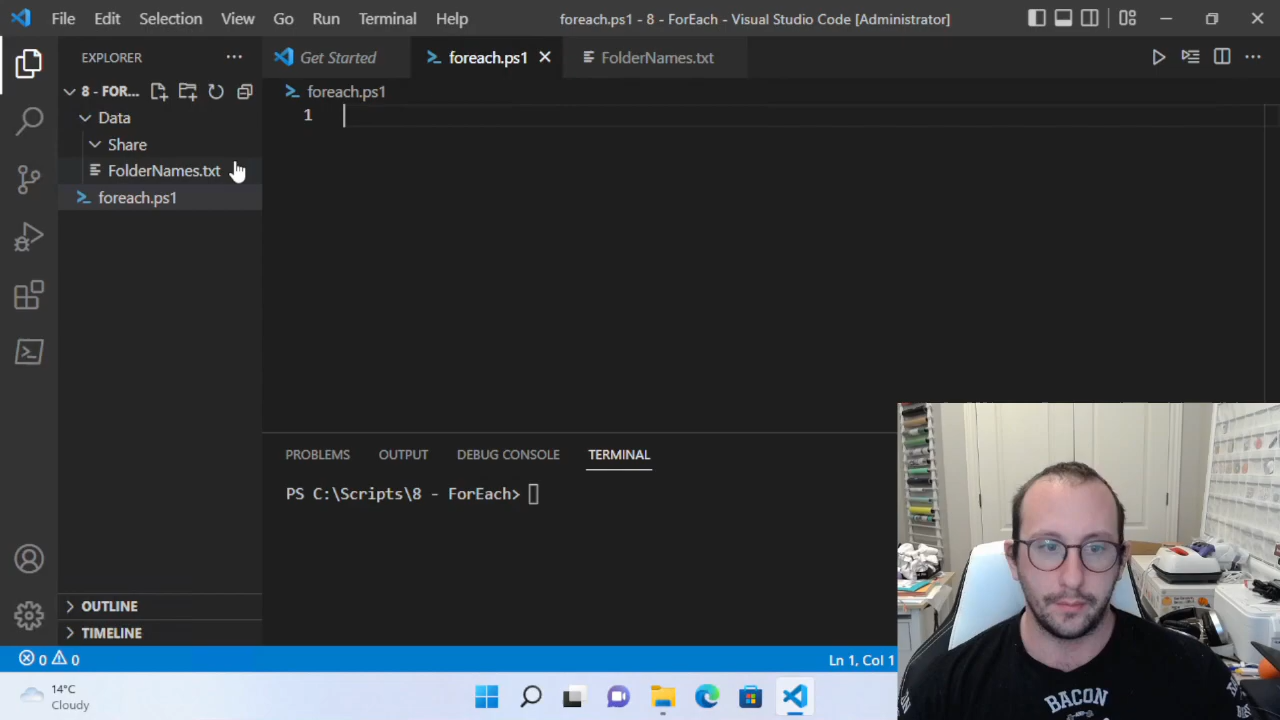 File Edit Selection View Go Run Terminal Help
foreach.ps1 - 8 - ForEach - Visual Studio Code [Administrator]
EXPLORER
Get Started
foreach.ps1
FolderNames.txt
8 - FOR...
foreach.ps1
Data
1
Share
FolderNames.txt
foreach.ps1
PROBLEMS OUTPUT DEBUG CONSOLE TERMINAL
PS C:\Scripts\8 - ForEach>
OUTLINE
TIMELINE
0 0
Ln 1, Col 1
14°C
Cloudy
BACON